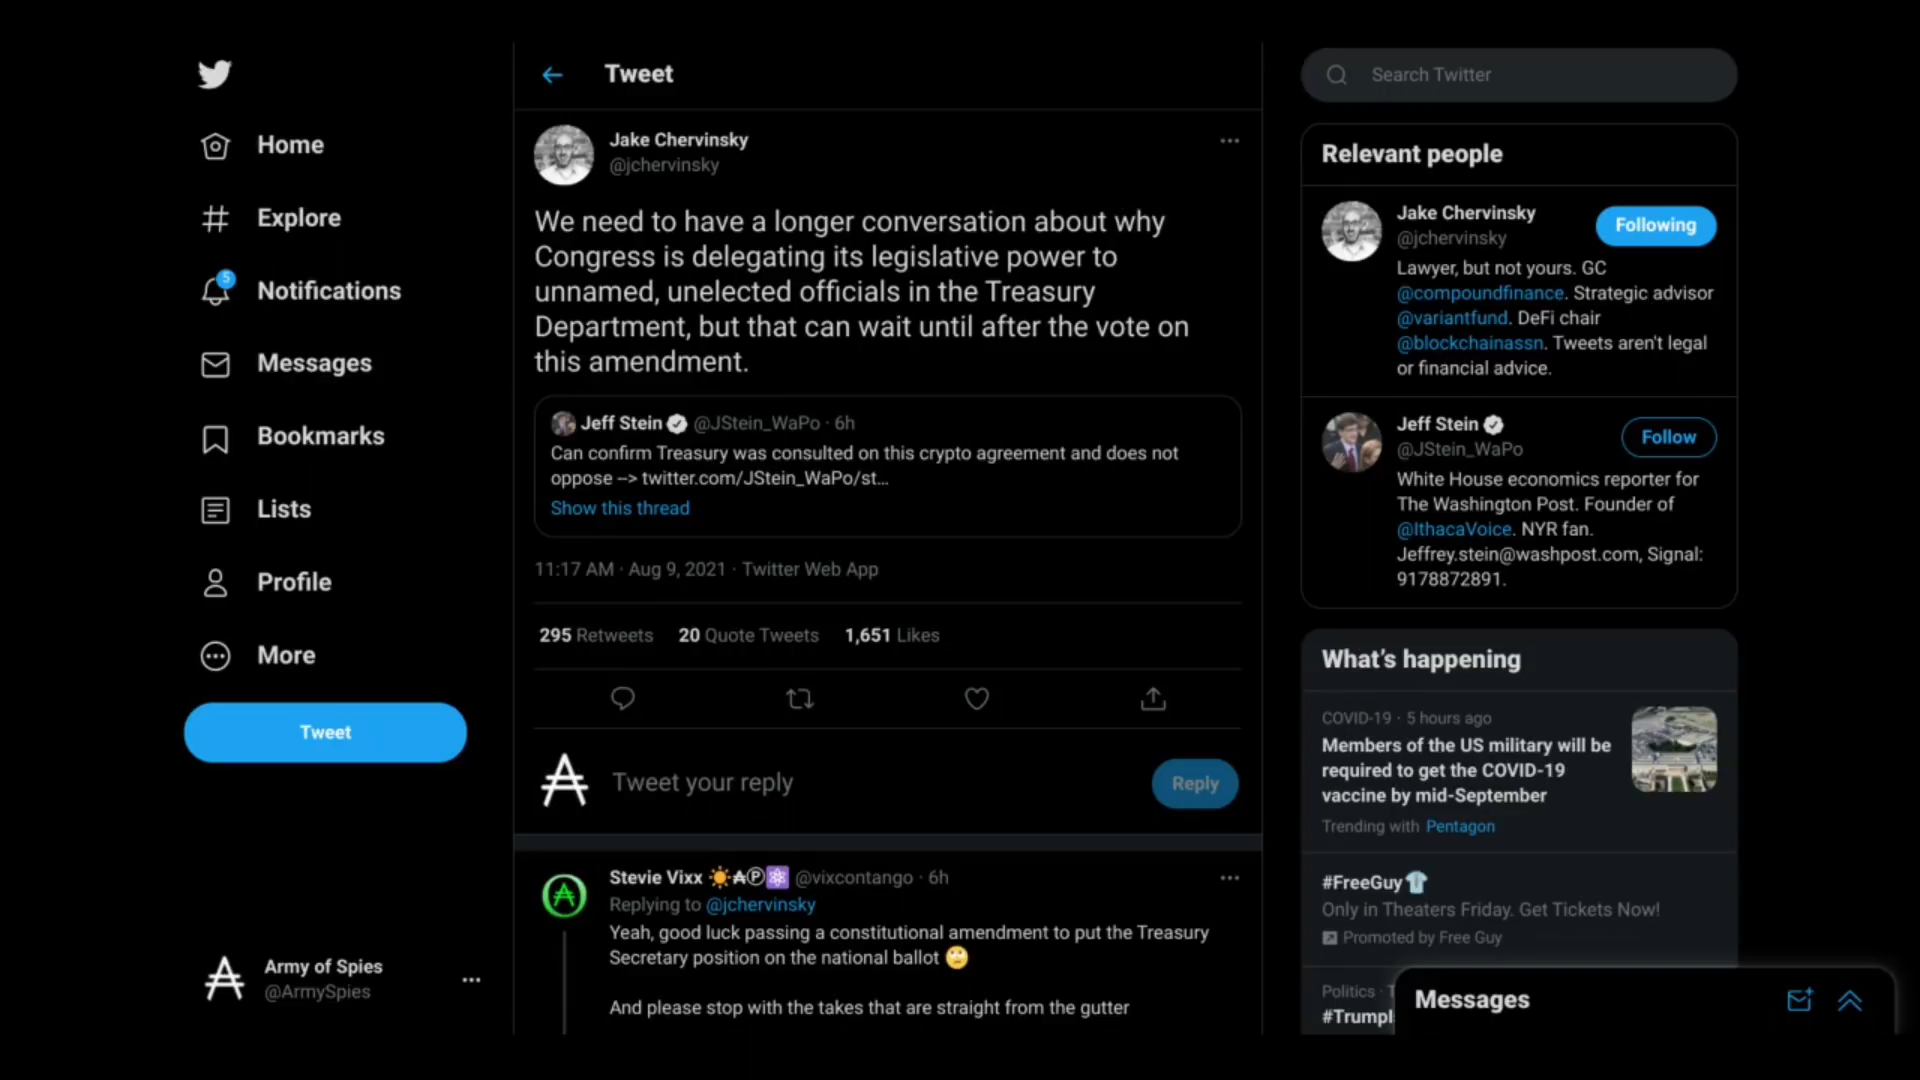 Home
Explore
5
Notifications
Messages
Bookmarks
Lists
Profile
More
Tweet
Army of Spies
@ArmySpies
Tweet
Jake Chervinsky
@jchervinsky
We need to have a longer conversation about why
Congress is delegating its legislative power to
unnamed, unelected officials in the Treasury
Department, but that can wait until after the vote on
this amendment.
Jeff Stein @JStein_WaPo · 6h
Can confirm Treasury was consulted on this crypto agreement and does not
oppose --> twitter.com/JStein_WaPo/st...
Show this thread
11:17 AM · Aug 9, 2021 · Twitter Web App
295 Retweets 20 Quote Tweets 1,651 Likes
Tweet your reply
Reply
Stevie Vixx ☀️₳Ⓟ⚛️ @vixcontango · 6h
Replying to @jchervinsky
Yeah, good luck passing a constitutional amendment to put the Treasury
Secretary position on the national ballot 🙄
And please stop with the takes that are straight from the gutter
Search Twitter
Relevant people
Jake Chervinsky
@jchervinsky
Following
Lawyer, but not yours. GC
@compoundfinance. Strategic advisor
@variantfund. DeFi chair
@blockchainassn. Tweets aren't legal
or financial advice.
Jeff Stein
@JStein_WaPo
Follow
White House economics reporter for
The Washington Post. Founder of
@IthacaVoice. NYR fan.
Jeffrey.stein@washpost.com, Signal:
9178872891.
What's happening
COVID-19 · 5 hours ago
Members of the US military will be
required to get the COVID-19
vaccine by mid-September
Trending with Pentagon
#FreeGuy
Only in Theaters Friday. Get Tickets Now!
Promoted by Free Guy
Politics ·
Messages